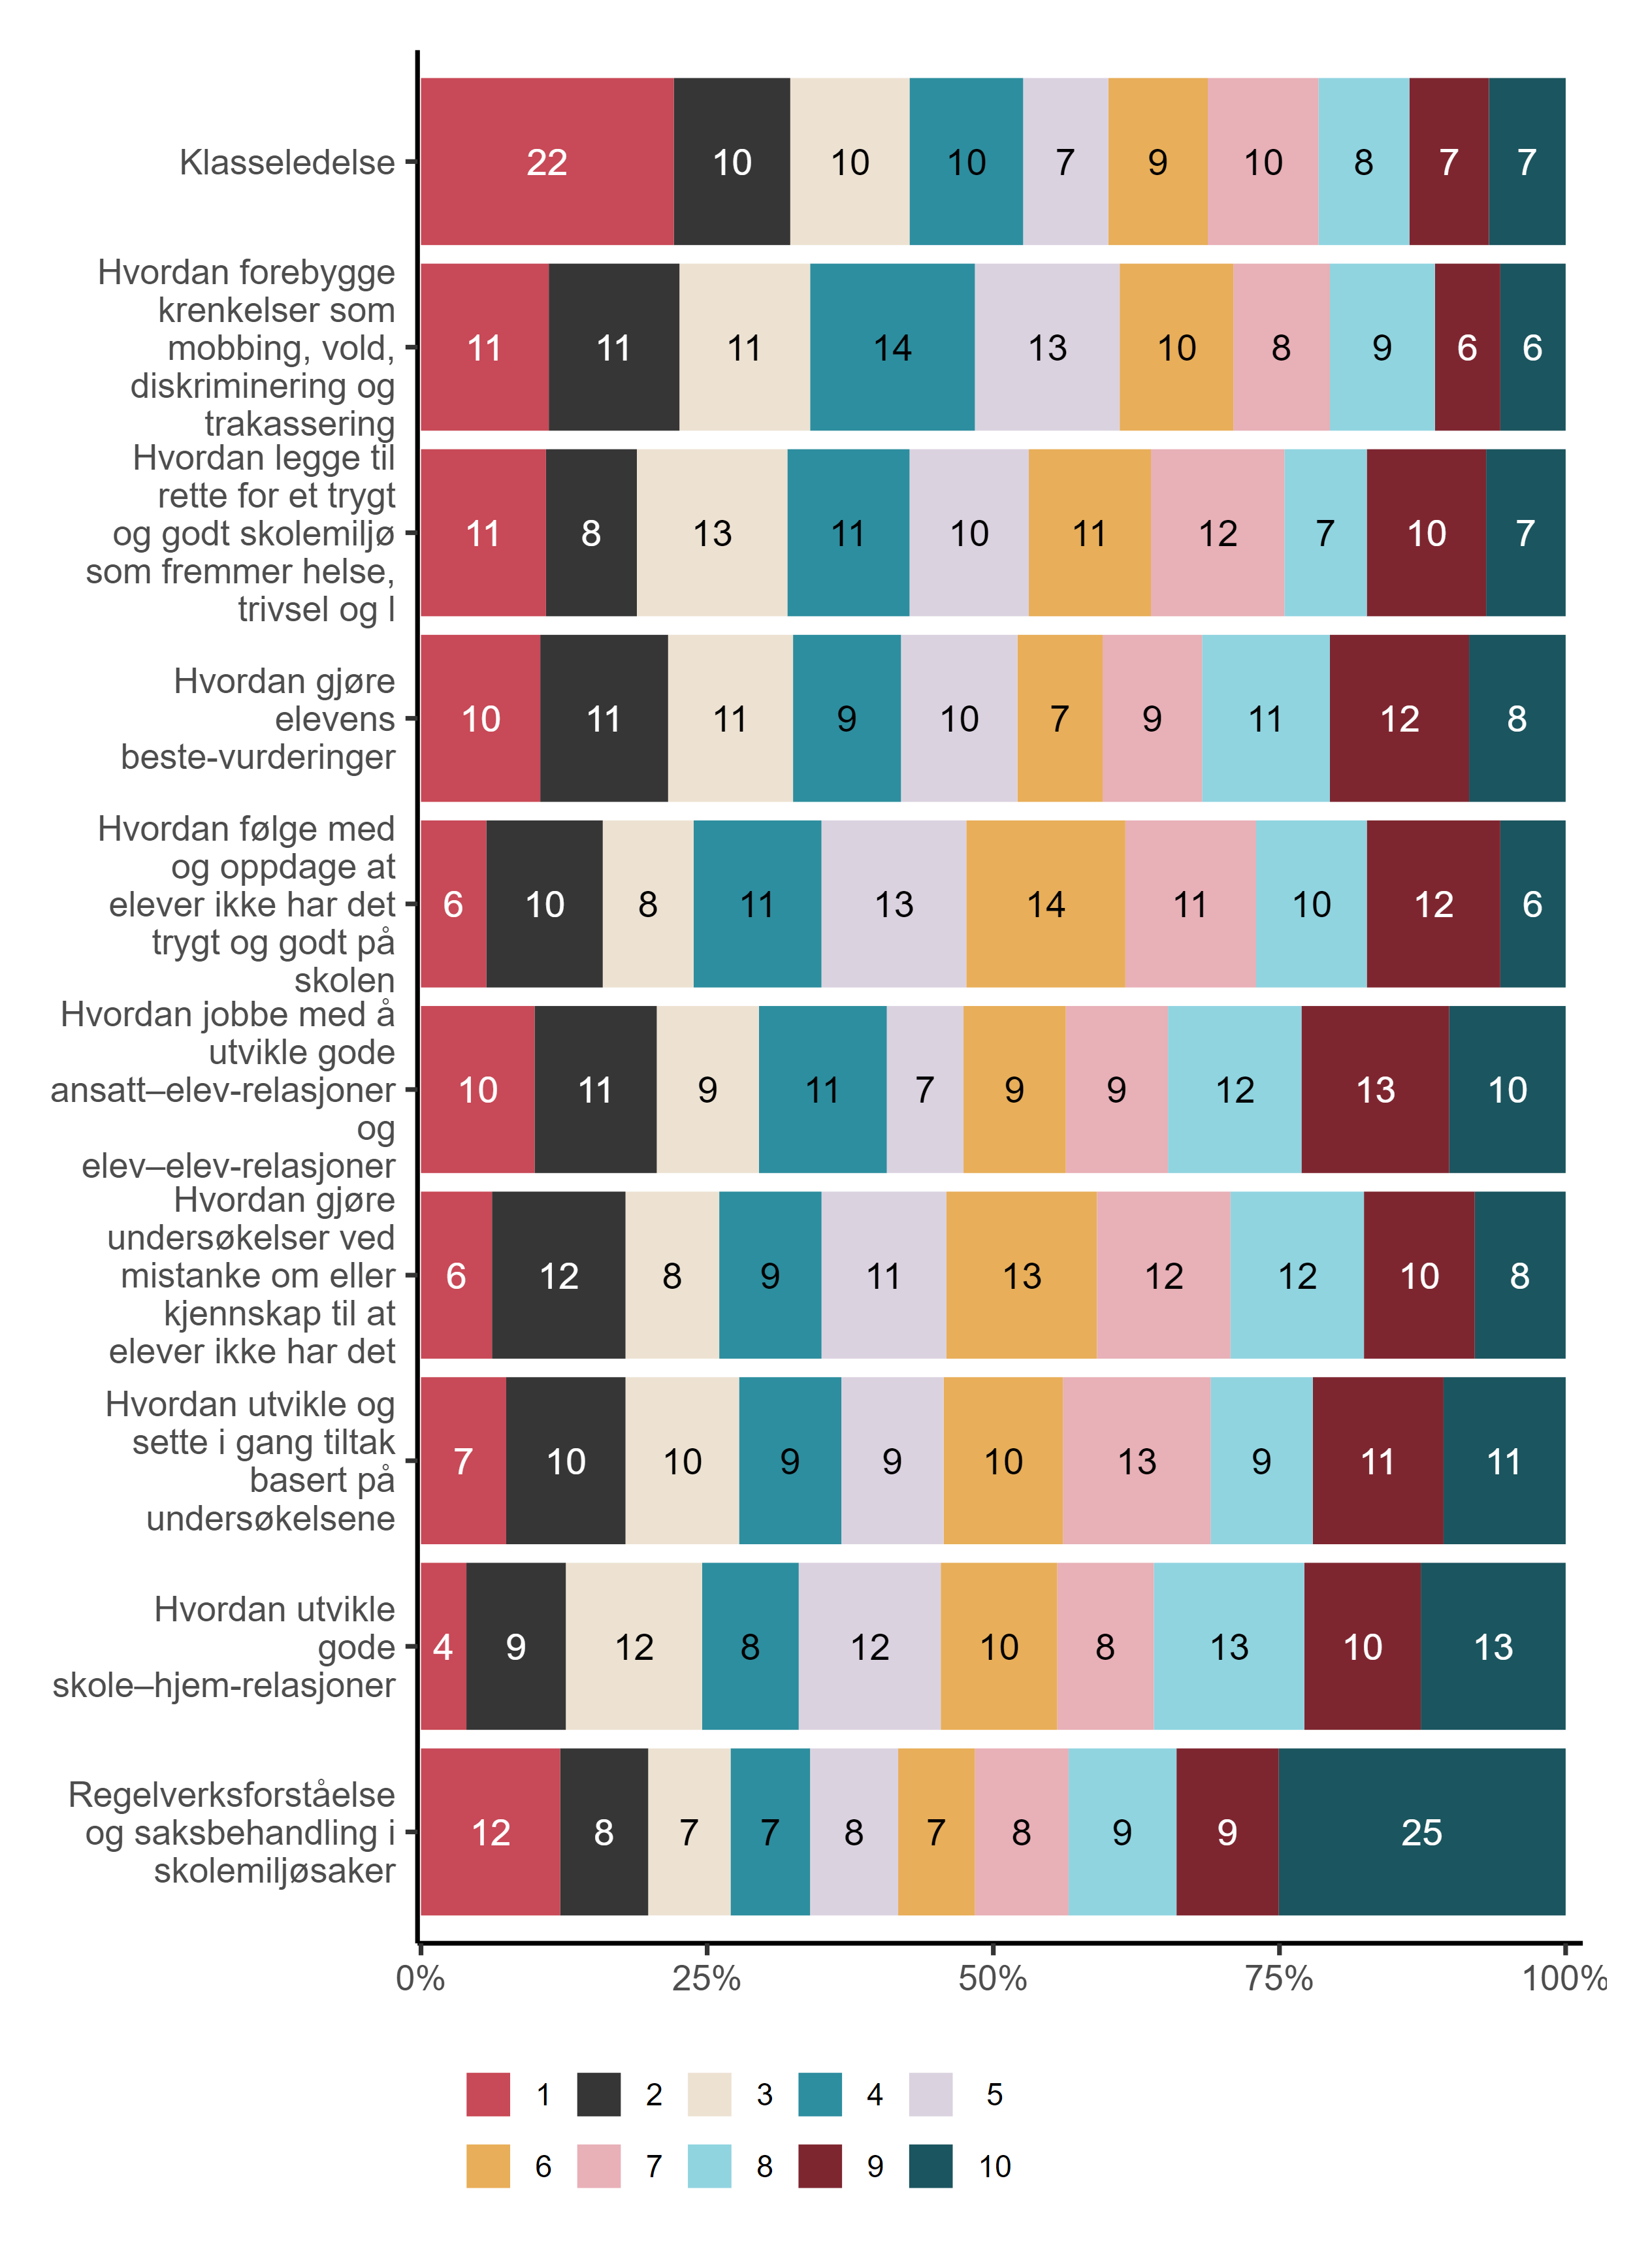 Klasseledelse
22 10 10 10 7 9 10 8 7 7
Hvordan forebygge
krenkelser som
mobbing, vold,
diskriminering og
trakassering
11 11 11 14 13 10 8 9 6 6
Hvordan legge til
rette for et trygt
og godt skolemiljø
som fremmer helse,
trivsel og l
11 8 13 11 10 11 12 7 10 7
Hvordan gjøre
elevens
beste-vurderinger
10 11 11 9 10 7 9 11 12 8
Hvordan følge med
og oppdage at
elever ikke har det
trygt og godt på
skolen
6 10 8 11 13 14 11 10 12 6
Hvordan jobbe med å
utvikle gode
ansatt–elev-relasjoner
og
elev–elev-relasjoner
10 11 9 11 7 9 9 12 13 10
Hvordan gjøre
undersøkelser ved
mistanke om eller
kjennskap til at
elever ikke har det
6 12 8 9 11 13 12 12 10 8
Hvordan utvikle og
sette i gang tiltak
basert på
undersøkelsene
7 10 10 9 9 10 13 9 11 11
Hvordan utvikle
gode
skole–hjem-relasjoner
4 9 12 8 12 10 8 13 10 13
Regelverksforståelse
og saksbehandling i
skolemiljøsaker
12 8 7 7 8 7 8 9 9 25
0% 25% 50% 75% 100%
1 2 3 4 5
6 7 8 9 10